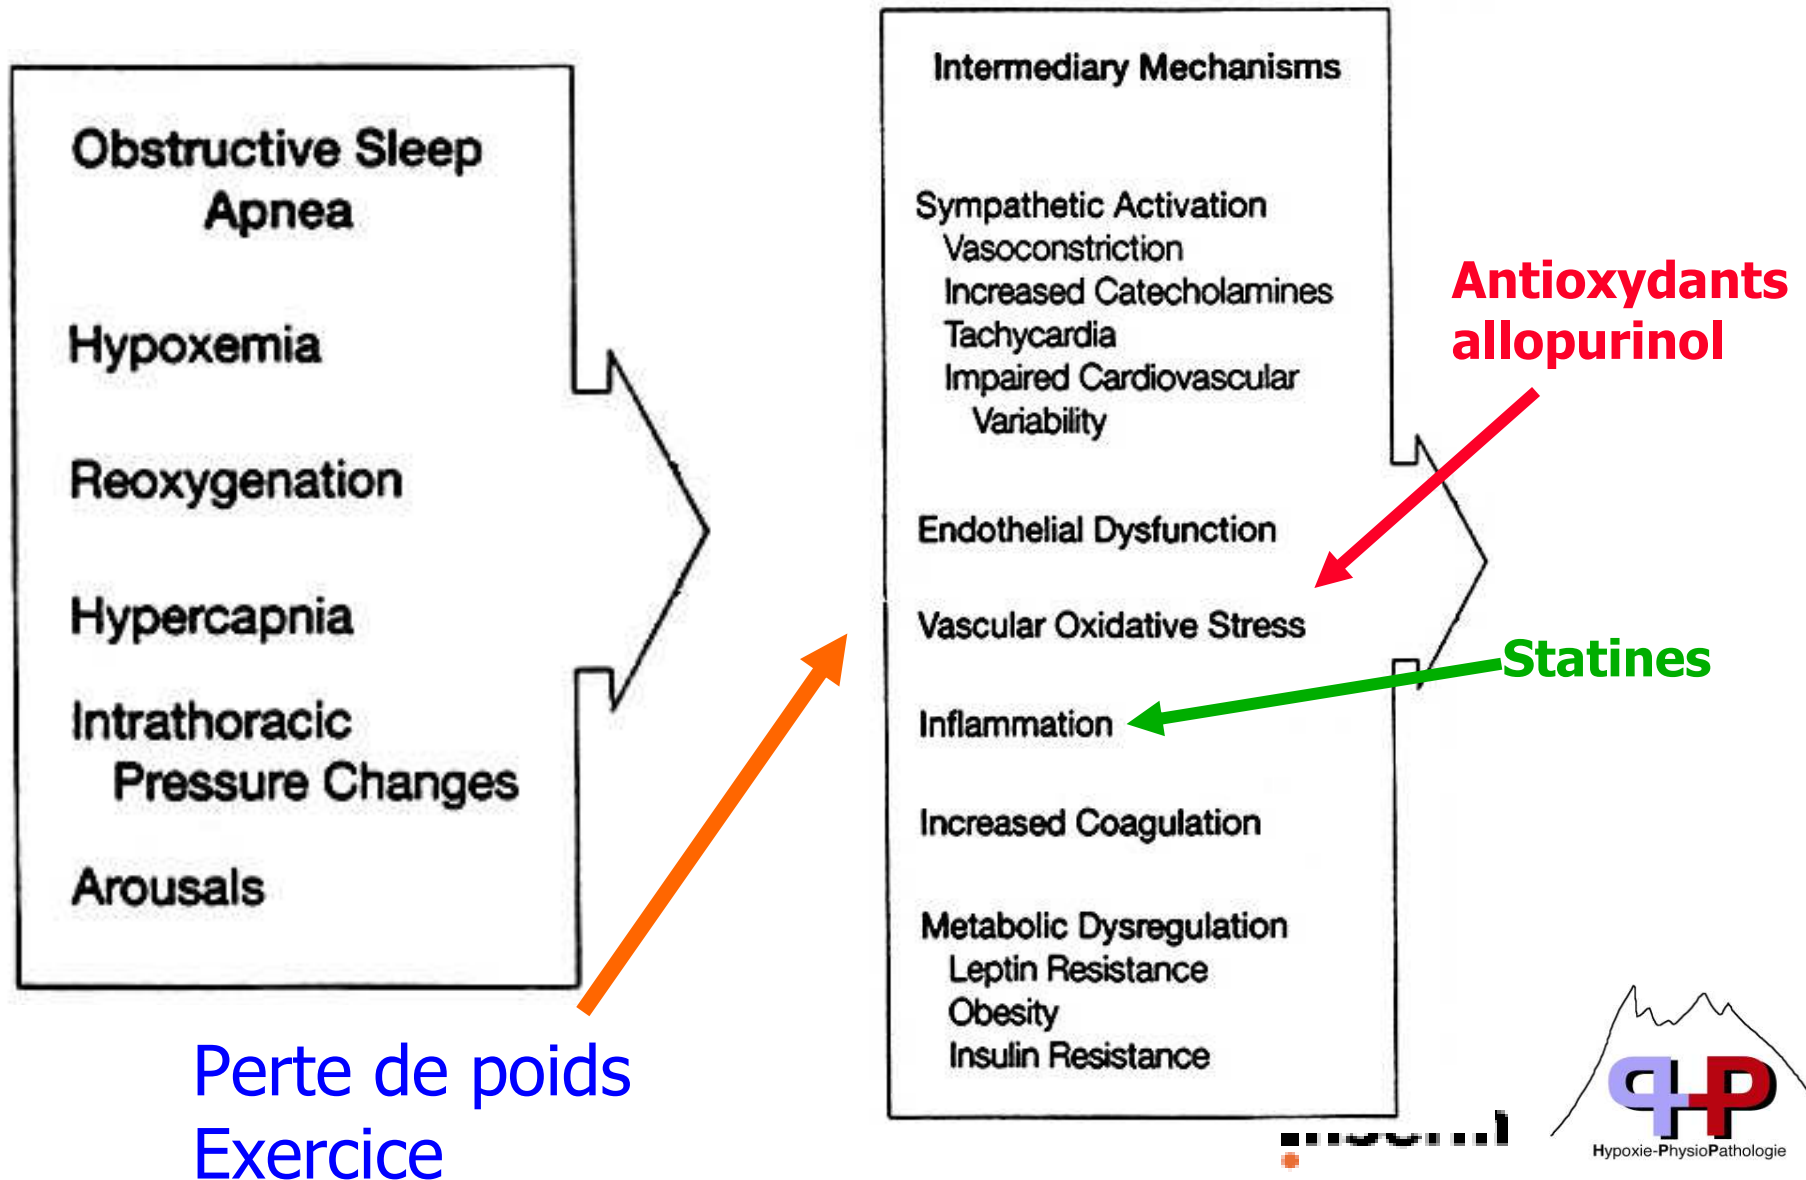 Obstructive Sleep
Apnea
Hypoxemia
Reoxygenation
Hypercapnia
Intrathoracic
Pressure Changes
Arousals
Perte de poids
Exercice
Intermediary Mechanisms
Sympathetic Activation
Vasoconstriction
Increased Catecholamines
Tachycardia
Impaired Cardiovascular
Variability
Endothelial Dysfunction
Vascular Oxidative Stress
Inflammation
Increased Coagulation
Metabolic Dysregulation
Leptin Resistance
Obesity
Insulin Resistance
Antioxydants
allopurinol
Statines
HP
Hypoxie-PhysioPathologie